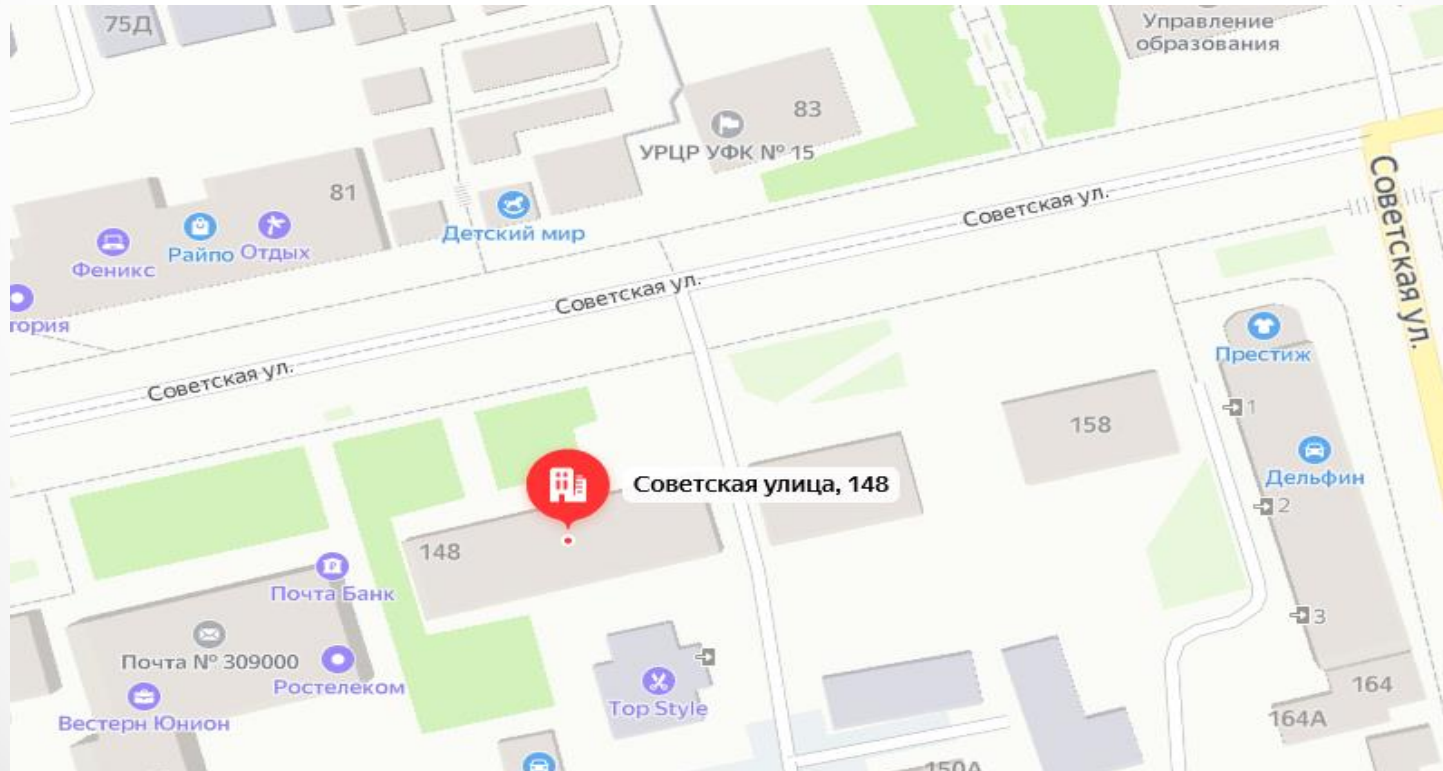 75Д
Управление
образования
83
УРЦР УФК № 15
81
Детский мир
Феникс
Райпо
Отдых
тория
Советская ул.
Советская ул.
Советская ул.
Советская ул.
Престиж
1
158
Дельфин
2
Советская улица, 148
148
Почта Банк
Почта № 309000
Ростелеком
Вестерн Юнион
Top Style
3
164
164А
150А